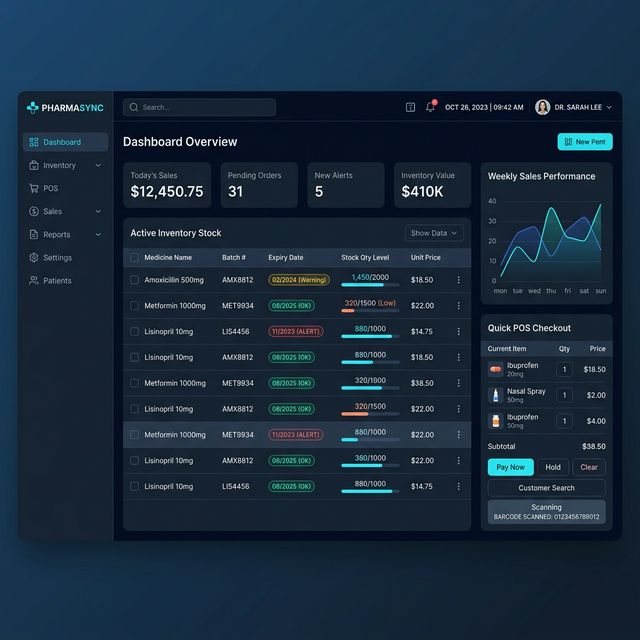 PHARMASYNC
Search...
OCT 28, 2023 | 09:42 AM
DR. SARAH LEE
Dashboard
Inventory
POS
Sales
Reports
Settings
Patients
Dashboard Overview
New Pent
Today's Sales
$12,450.75
Pending Orders
31
New Alerts
5
Inventory Value
$410K
Active Inventory Stock
Show Data
Medicine Name Batch # Expiry Date Stock Qty Level Unit Price
Amoxicillin 500mg AMX8812 02/2024 (Werning) 1,450/2000 $18.50
Metformin 1000mg MET9934 08/2025 (OK) 320/1500 (Low) $22.00
Lisinopril 10mg LIS4456 11/2023 (ALERT) 880/1000 $14.75
Lisinopril 10mg AMX8812 08/2025 (OK) 880/1000 $18.50
Metformin 1000mg MET9934 08/2025 (OK) 320/1900 $38.50
Lisinopril 10mg AMX8812 08/2025 (OK) 320/1500 $22.00
Metformin 1000mg MET9934 11/2023 (ALERT) 880/1000 $22.00
Lisinopril 10mg AMX8812 08/2025 (OK) 380/1000 $22.00
Lisinopril 10mg LIS4456 08/2025 (OK) 880/1000 $14.75
Weekly Sales Performance
40
30
20
10
0
mon tue wed thu fri sat sun
Quick POS Checkout
Current Item Qty Price
Ibuprofen
20mg
1 $18.50
Nasal Spray
50mg
1 $2.00
Ibuprofen
50mg
1 $4.00
Subtotal $38.50
Pay Now Hold Clear
Customer Search
Scanning
BARCODE SCANNED: 0123456789012